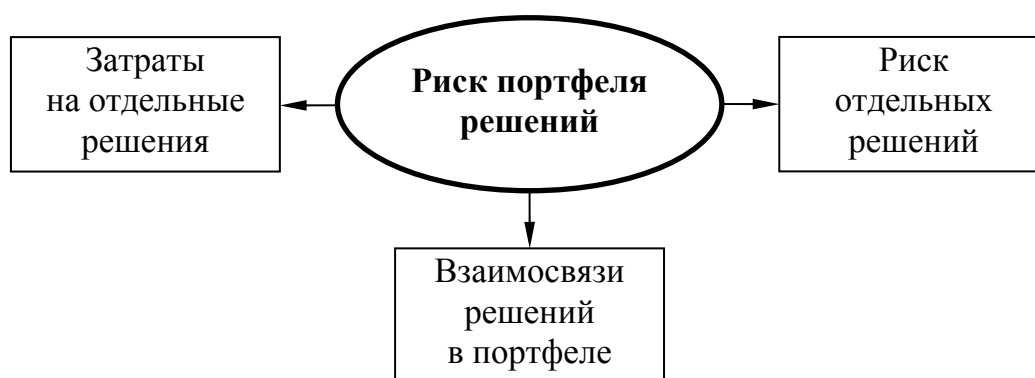 Затраты
на отдельные
решения
Риск портфеля
решений
Риск
отдельных
решений
Взаимосвязи
решений
в портфеле